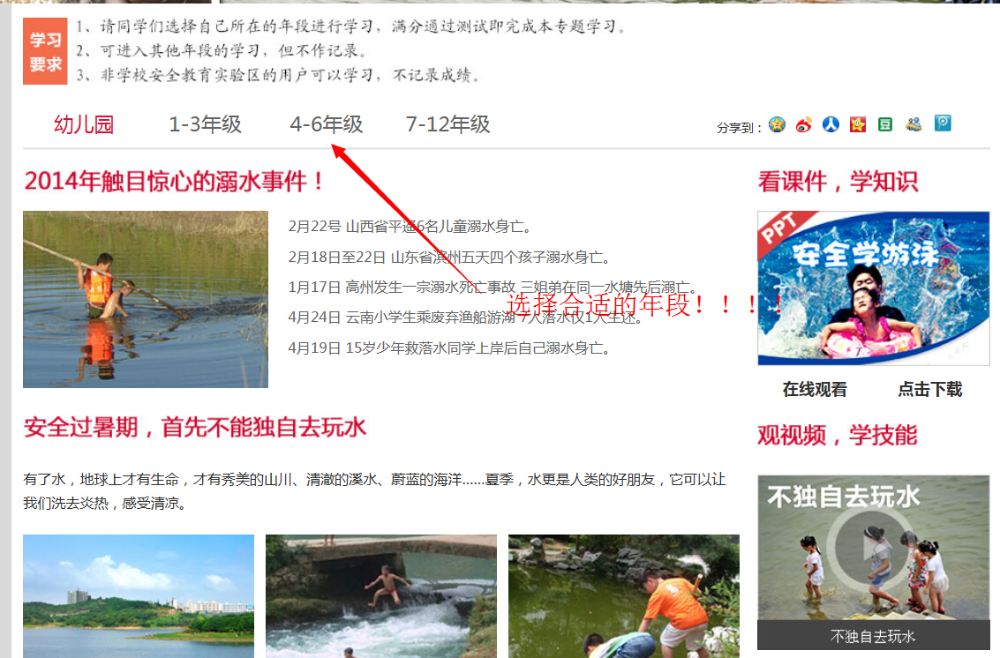 学习
要求
1、请同学们选择自己所在的年段进行学习，满分通过测试即完成本专题学习。
2、可进入其他年段的学习，但不作记录。
3、非学校安全教育实验区的用户可以学习，不记录成绩。
幼儿园 1-3年级 4-6年级 7-12年级 分享到：
豆
2014年触目惊心的溺水事件！
2月22号 山西省平遥6名儿童溺水身亡。
2月18日至22日 山东省滨州五天四个孩子溺水身亡。
1月17日 高州发生一宗溺水死亡事故 三姐弟在同一水塘先后溺亡。
选择合适的年段！！！！
4月24日 云南小学生乘废弃渔船游湖 7人落水仅1人生还。
4月19日 15岁少年救落水同学上岸后自己溺水身亡。
看课件，学知识
PPT
安全学游泳
在线观看 点击下载
安全过暑期，首先不能独自去玩水
有了水，地球上才有生命，才有秀美的山川、清澈的溪水、蔚蓝的海洋......夏季，水更是人类的好朋友，它可以让
我们洗去炎热，感受清凉。
观视频，学技能
不独自去玩水
不独自去玩水